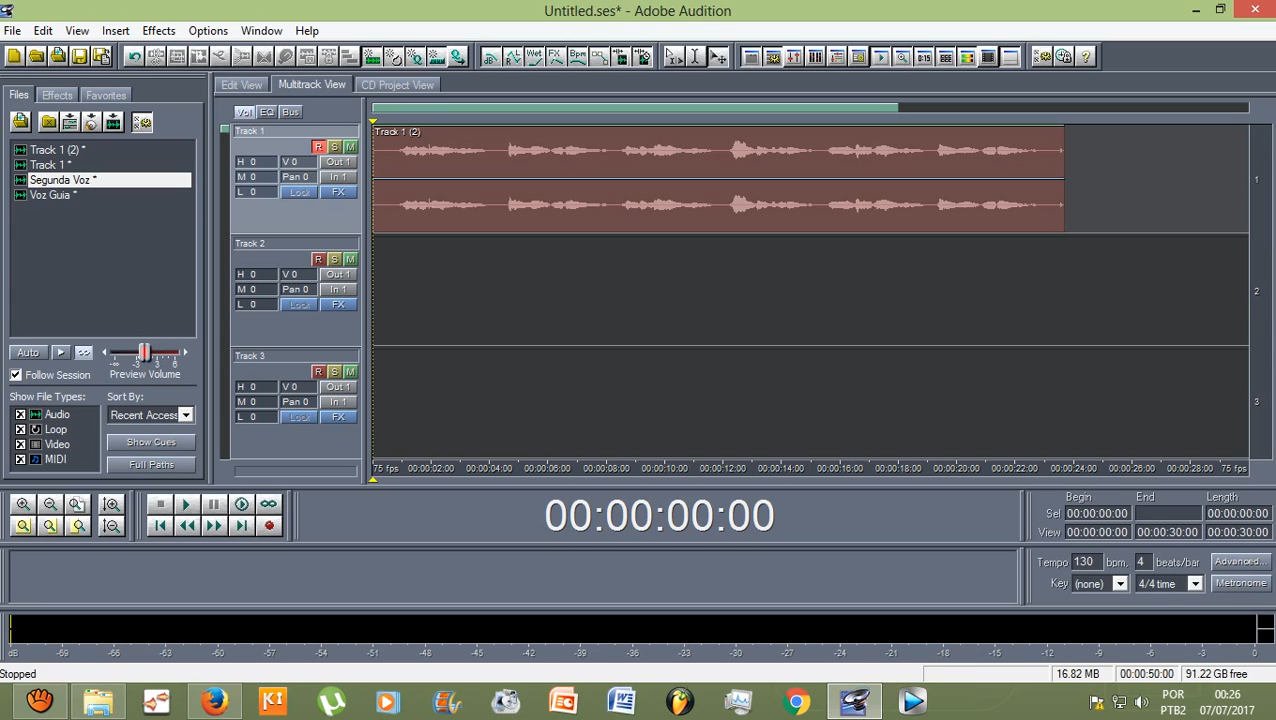 Untitled.ses* - Adobe Audition
File Edit View Insert Effects Options Window Help
Edit View Multitrack View CD Project View
Files Effects Favorites
Track 1 (2) *
Track 1 *
Segunda Voz *
Voz Guia *
Auto
-∞ -3 3 6
Follow Session
Preview Volume
Show File Types:
Sort By:
Audio
Loop
Video
MIDI
Recent Access
Show Cues
Full Paths
Vol EQ Bus
Track 1
R S M
H 0 V 0 Out 1
M 0 Pan 0 In 1
L 0 Lock FX
Track 2
R S M
H 0 V 0 Out 1
M 0 Pan 0 In 1
L 0 Lock FX
Track 3
R S M
H 0 V 0 Out 1
M 0 Pan 0 In 1
L 0 Lock FX
Track 1 (2)
1
2
3
75 fps 00:00:02:00 00:00:04:00 00:00:06:00 00:00:08:00 00:00:10:00 00:00:12:00 00:00:14:00 00:00:16:00 00:00:18:00 00:00:20:00 00:00:22:00 00:00:24:00 00:00:26:00 00:00:28:00 75 fps
00:00:00:00
Begin End Length
Sel 00:00:00:00 00:00:00:00
View 00:00:00:00 00:00:30:00 00:00:30:00
Tempo 130 bpm, 4 beats/bar Advanced...
Key (none) 4/4 time Metronome
dB -69 -66 -63 -60 -57 -54 -51 -48 -45 -42 -39 -36 -33 -30 -27 -24 -21 -18 -15 -12 -9 -6 -3 0
Stopped
16.82 MB 00:00:50:00 91.22 GB free
POR
PTB2
00:26
07/07/2017